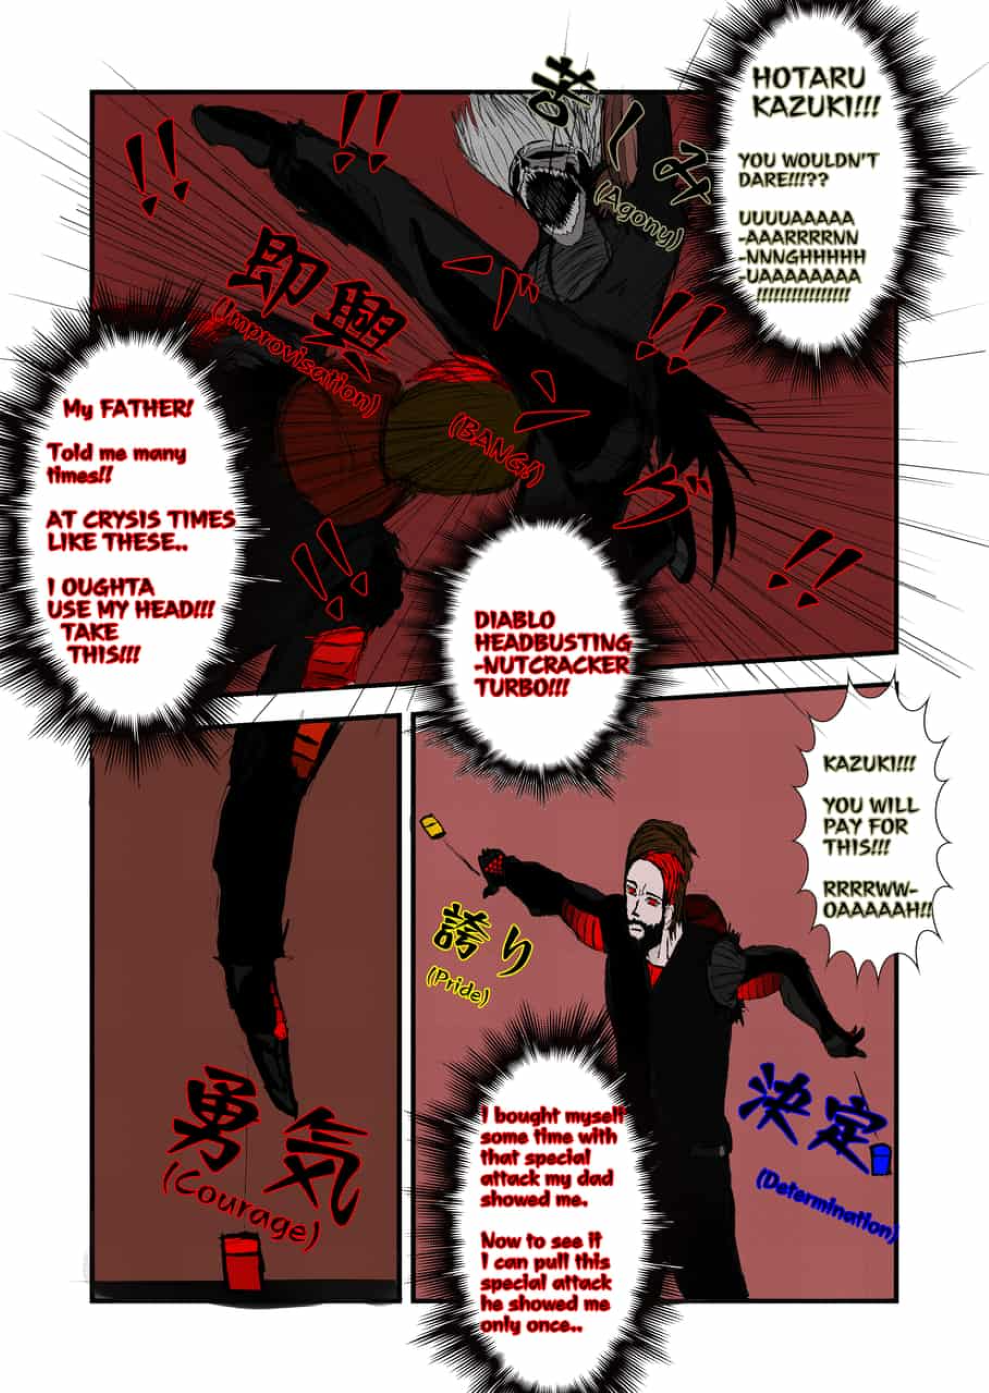 HOTARU
KAZUKI!!!
YOU WOULDN'T
DARE!!!??
UUUUAAAAA
-AAARRRRNN
-NNNGHHHHH
-UAAAAAAAA
!!!!!!!!!!!!!!!!
(Agony)
!!
!!
即興
(Improvisation)
!!
(BANG!)
My FATHER!
Told me many
times!!
AT CRYSIS TIMES
LIKE THESE..
I OUGHTA
USE MY HEAD!!!
TAKE
THIS!!!
!!
!!
DIABLO
HEADBUSTING
-NUTCRACKER
TURBO!!!
KAZUKI!!!
YOU WILL
PAY FOR
THIS!!!
RRRRWW-
OAAAAAH!!
誇り
(Pride)
勇気
(Courage)
決定
(Determination)
I bought myself
some time with
that special
attack my dad
showed me.
Now to see if
I can pull this
special attack
he showed me
only once..